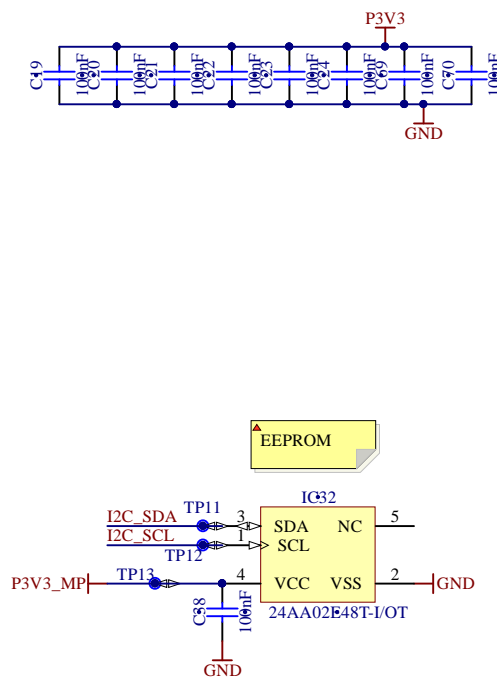 P3V3
C19 100nF C20 100nF C21 100nF C22 100nF C23 100nF C24 100nF C69 100nF C70 100nF
GND
EEPROM
IC32
TP11
I2C_SDA 3 SDA NC 5
I2C_SCL 1 SCL
TP12
P3V3_MP TP13 4 VCC VSS 2 GND
C38 100nF 24AA02E48T-I/OT
GND